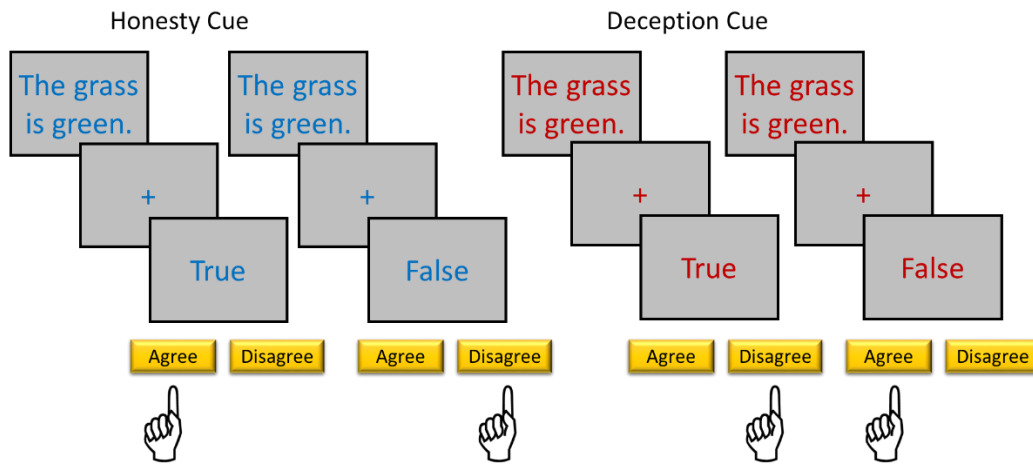 Honesty Cue
Deception Cue
The grass
is green.
The grass
is green.
The grass
is green.
The grass
is green.
+
+
+
+
True
False
True
False
Agree
Disagree
Agree
Disagree
Agree
Disagree
Agree
Disagree